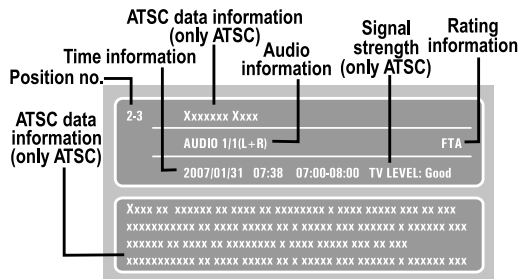 ATSC data information
(only ATSC)
Signal
strength
(only ATSC)
Rating
information
Time information
Audio
information
Position no.
ATSC data
information
(only ATSC)
2-3 Xxxxxxx Xxxx
AUDIO 1/1(L+R) FTA
2007/01/31 07:38 07:00-08:00 TV LEVEL: Good
Xxxx xx xxxxxx xx xxxx xx xxxxxxxx x xxxx xxxxx xxx xx xxx
xxxxxxxxxxx xx xxxx xxxxx xx x xxxxx xxx xxxxxx x xxxxxx xxx
xxxxxx xx xxxx xx xxxxxxxx x xxxx xxxxx xxx xx xxx
xxxxxxxxxxx xx xxxx xxxxx xx x xxxxx xxx xxxxxx x xxxxxx xxx